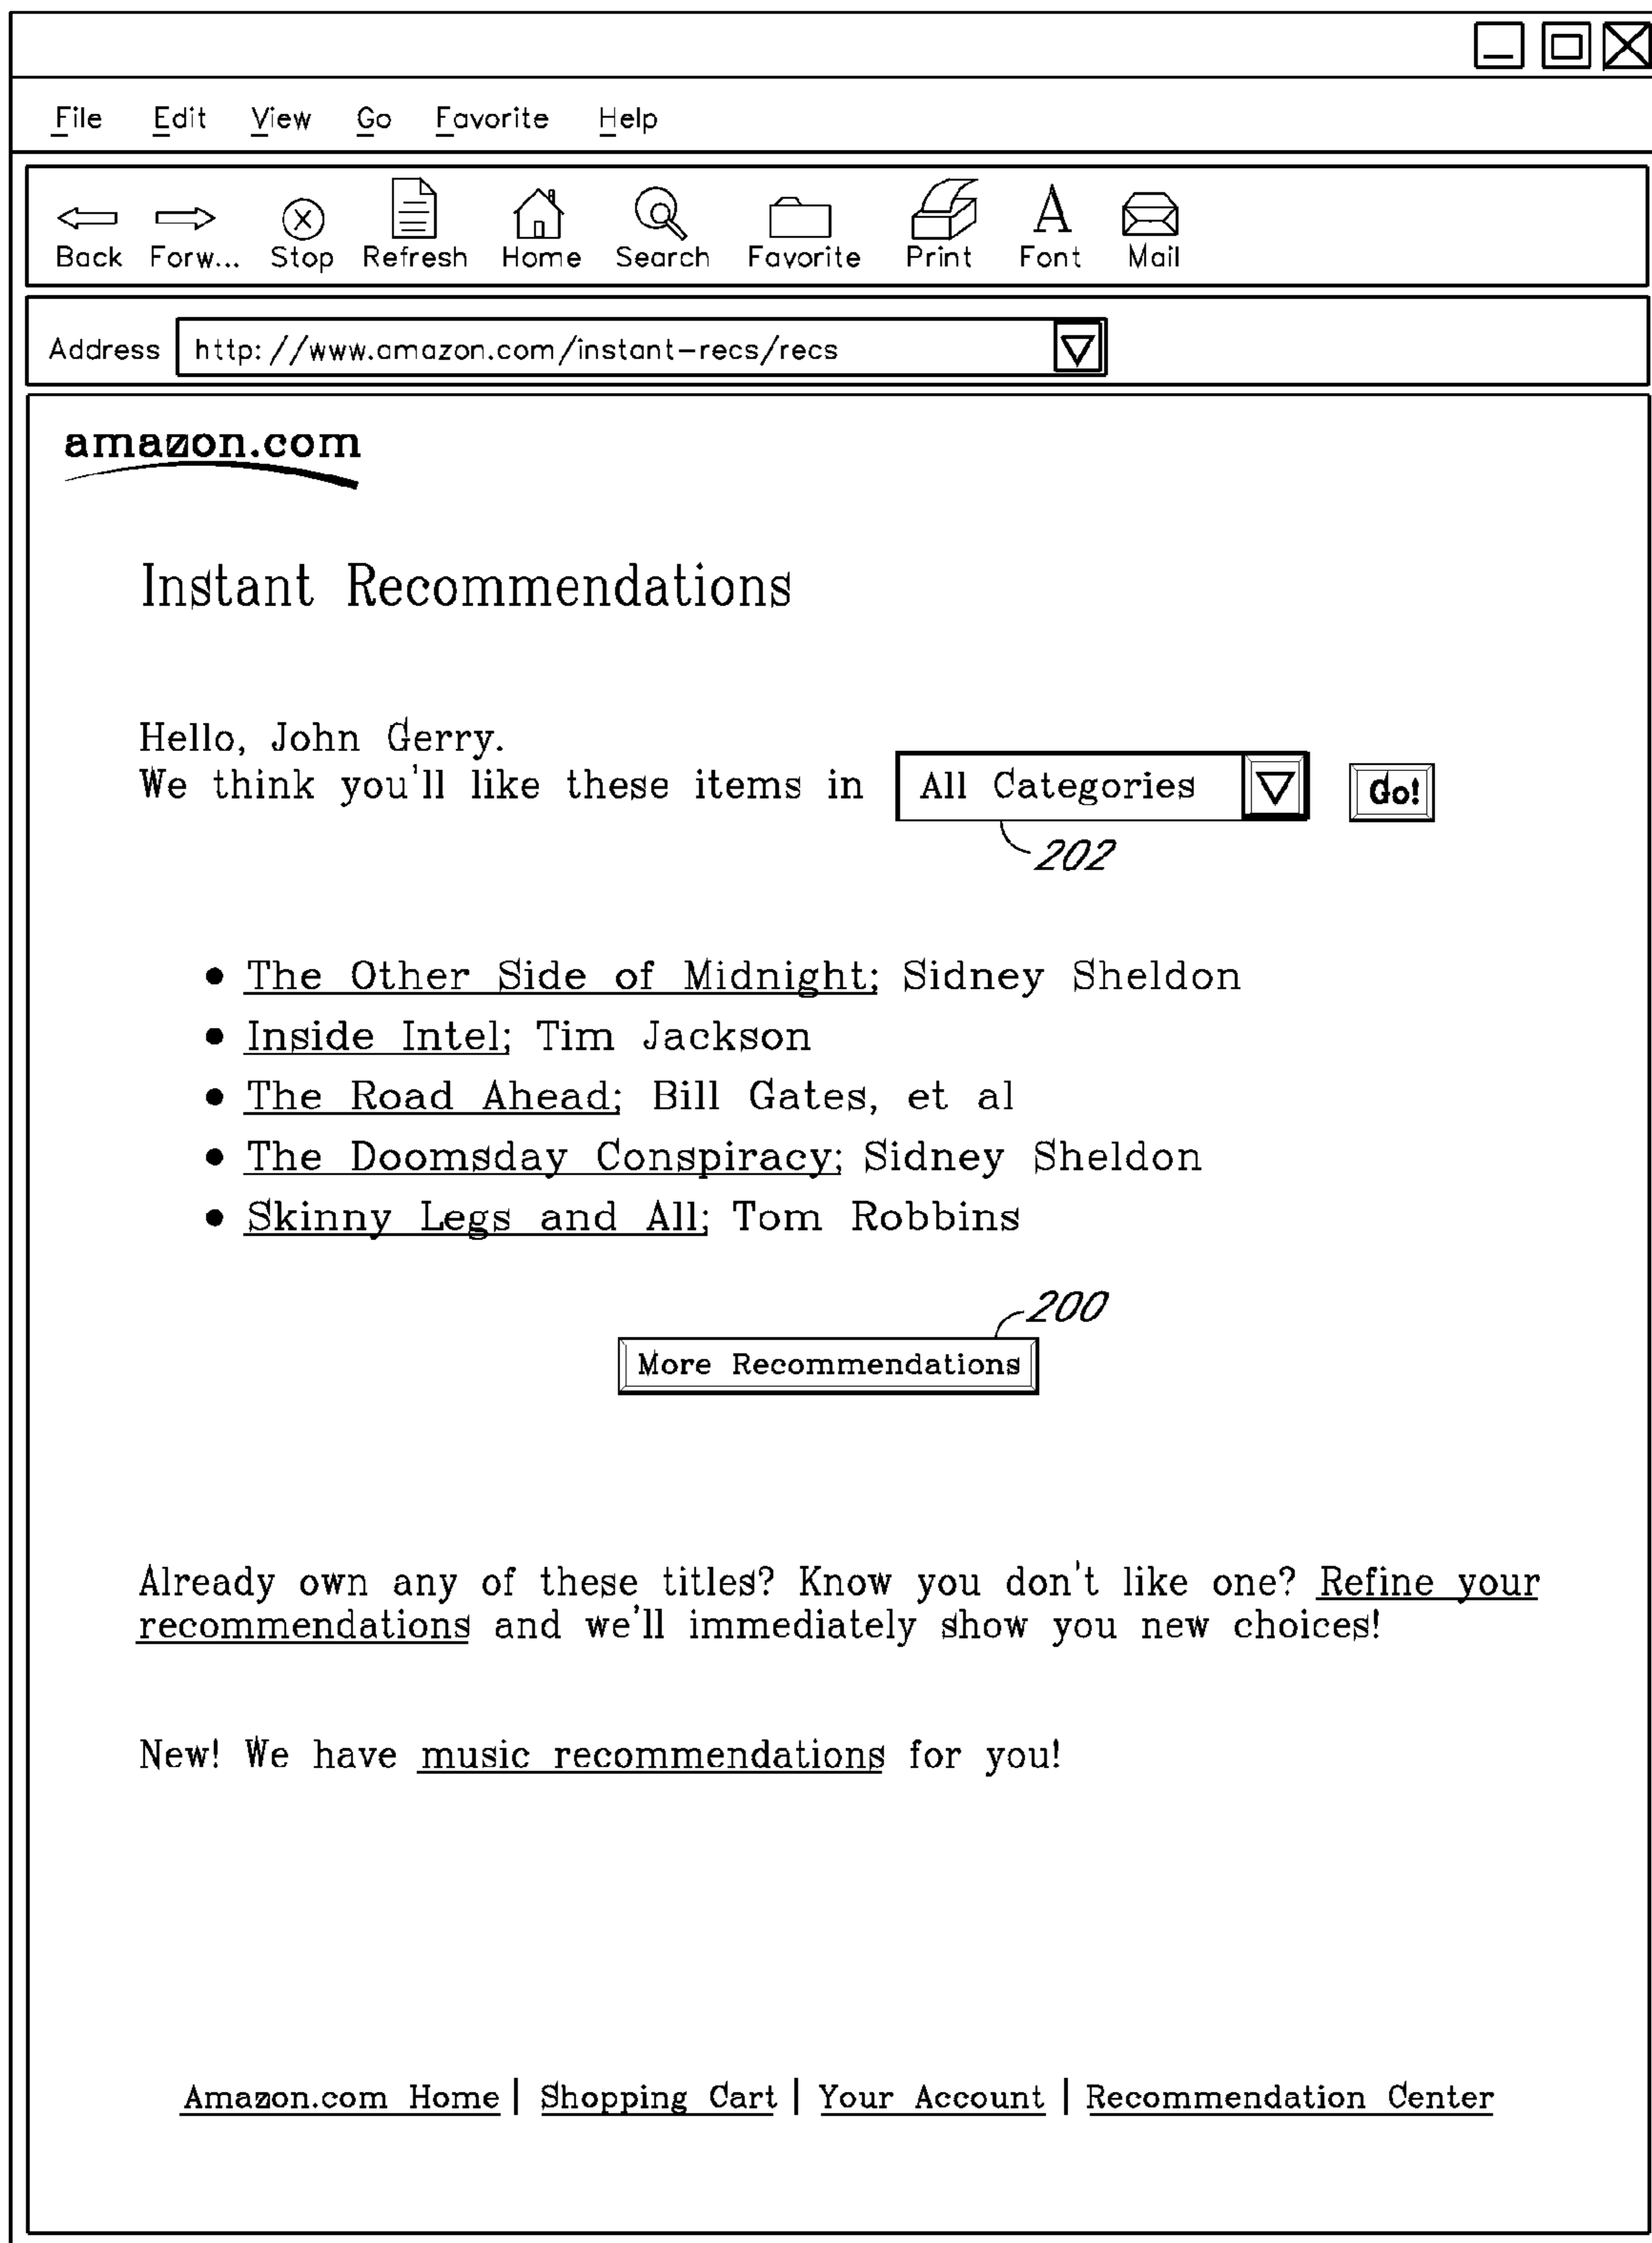 File Edit View Go Favorite Help
Back Forw... Stop Refresh Home Search Favorite Print Font Mail
Address http://www.amazon.com/instant-recs/recs
amazon.com
Instant Recommendations
Hello, John Gerry.
We think you'll like these items in All Categories Go!
202
• The Other Side of Midnight; Sidney Sheldon
• Inside Intel; Tim Jackson
• The Road Ahead; Bill Gates, et al
• The Doomsday Conspiracy; Sidney Sheldon
• Skinny Legs and All; Tom Robbins
200
More Recommendations
Already own any of these titles? Know you don't like one? Refine your
recommendations and we'll immediately show you new choices!
New! We have music recommendations for you!
Amazon.com Home | Shopping Cart | Your Account | Recommendation Center